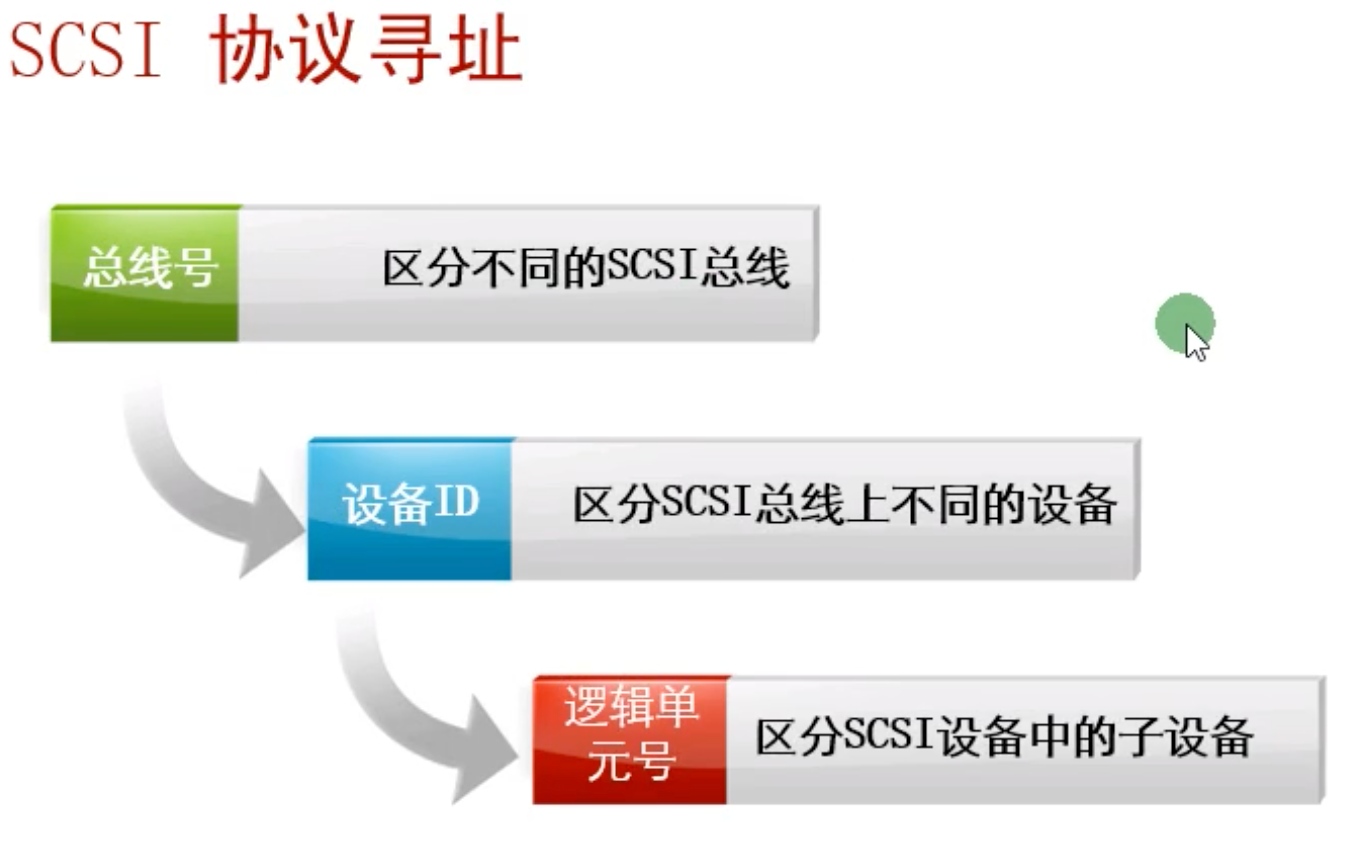 SCSI 协议寻址
总线号 区分不同的SCSI总线
设备ID 区分SCSI总线上不同的设备
逻辑单
元号
区分SCSI设备中的子设备